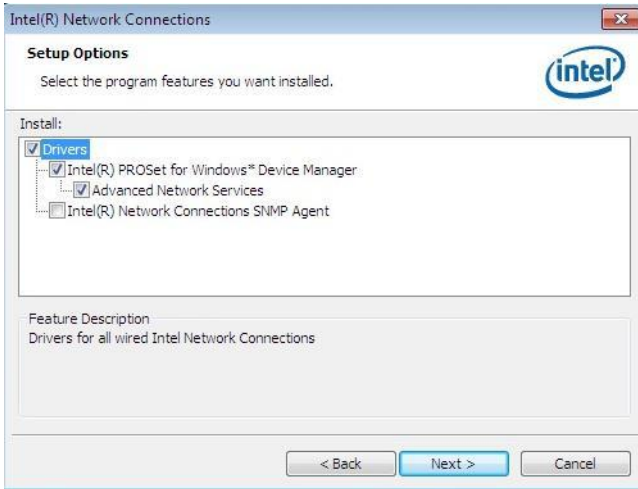 Intel(R) Network Connections
Setup Options
Select the program features you want installed.
intel
Install:
Drivers
Intel(R) PROSet for Windows* Device Manager
Advanced Network Services
Intel(R) Network Connections SNMP Agent
Feature Description
Drivers for all wired Intel Network Connections
< Back Next > Cancel